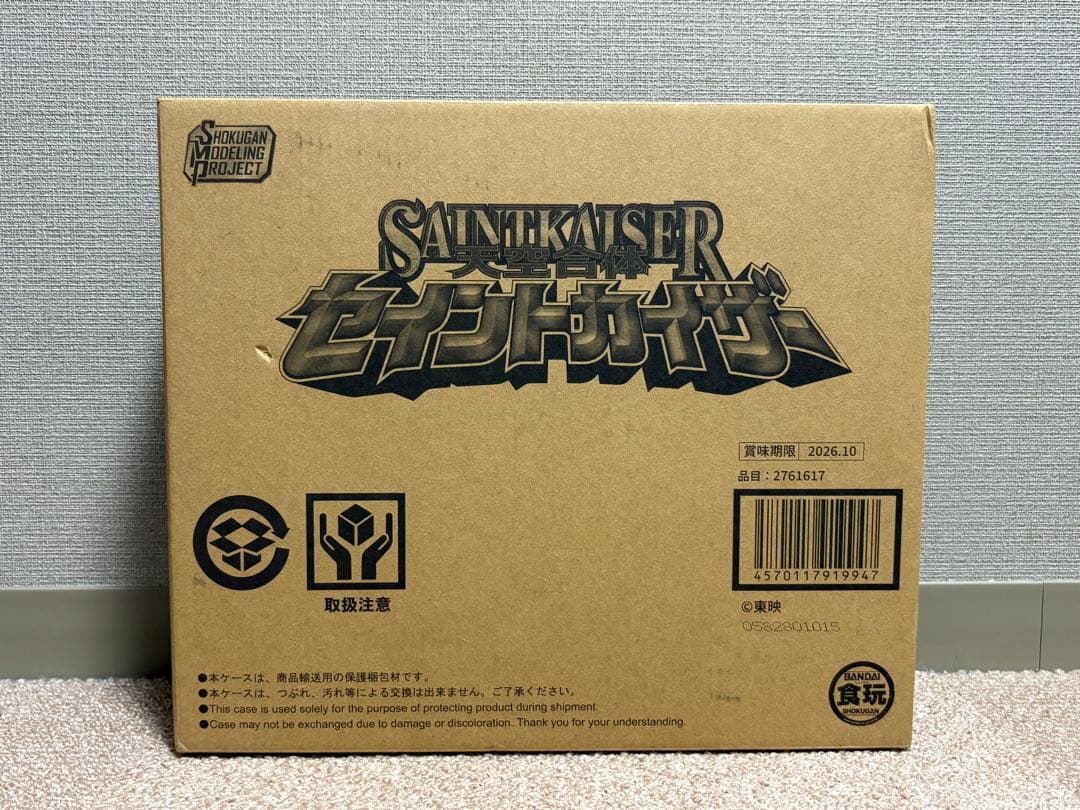 SHOKUGAN
MODELING
PROJECT
SAINTKAISER
天空合体
セイントカイザー
賞味期限 2026.10
品目：2761617
4570117919947
©東映
0582801015
取扱注意
●本ケースは、商品輸送用の保護梱包材です。
●本ケースは、つぶれ、汚れ等による交換は出来ません。ご了承ください。
●This case is used solely for the purpose of protecting product during shipment.
●Case may not be exchanged due to damage or discoloration. Thank you for your understanding.
BANDAI
食玩
SHOKUGAN